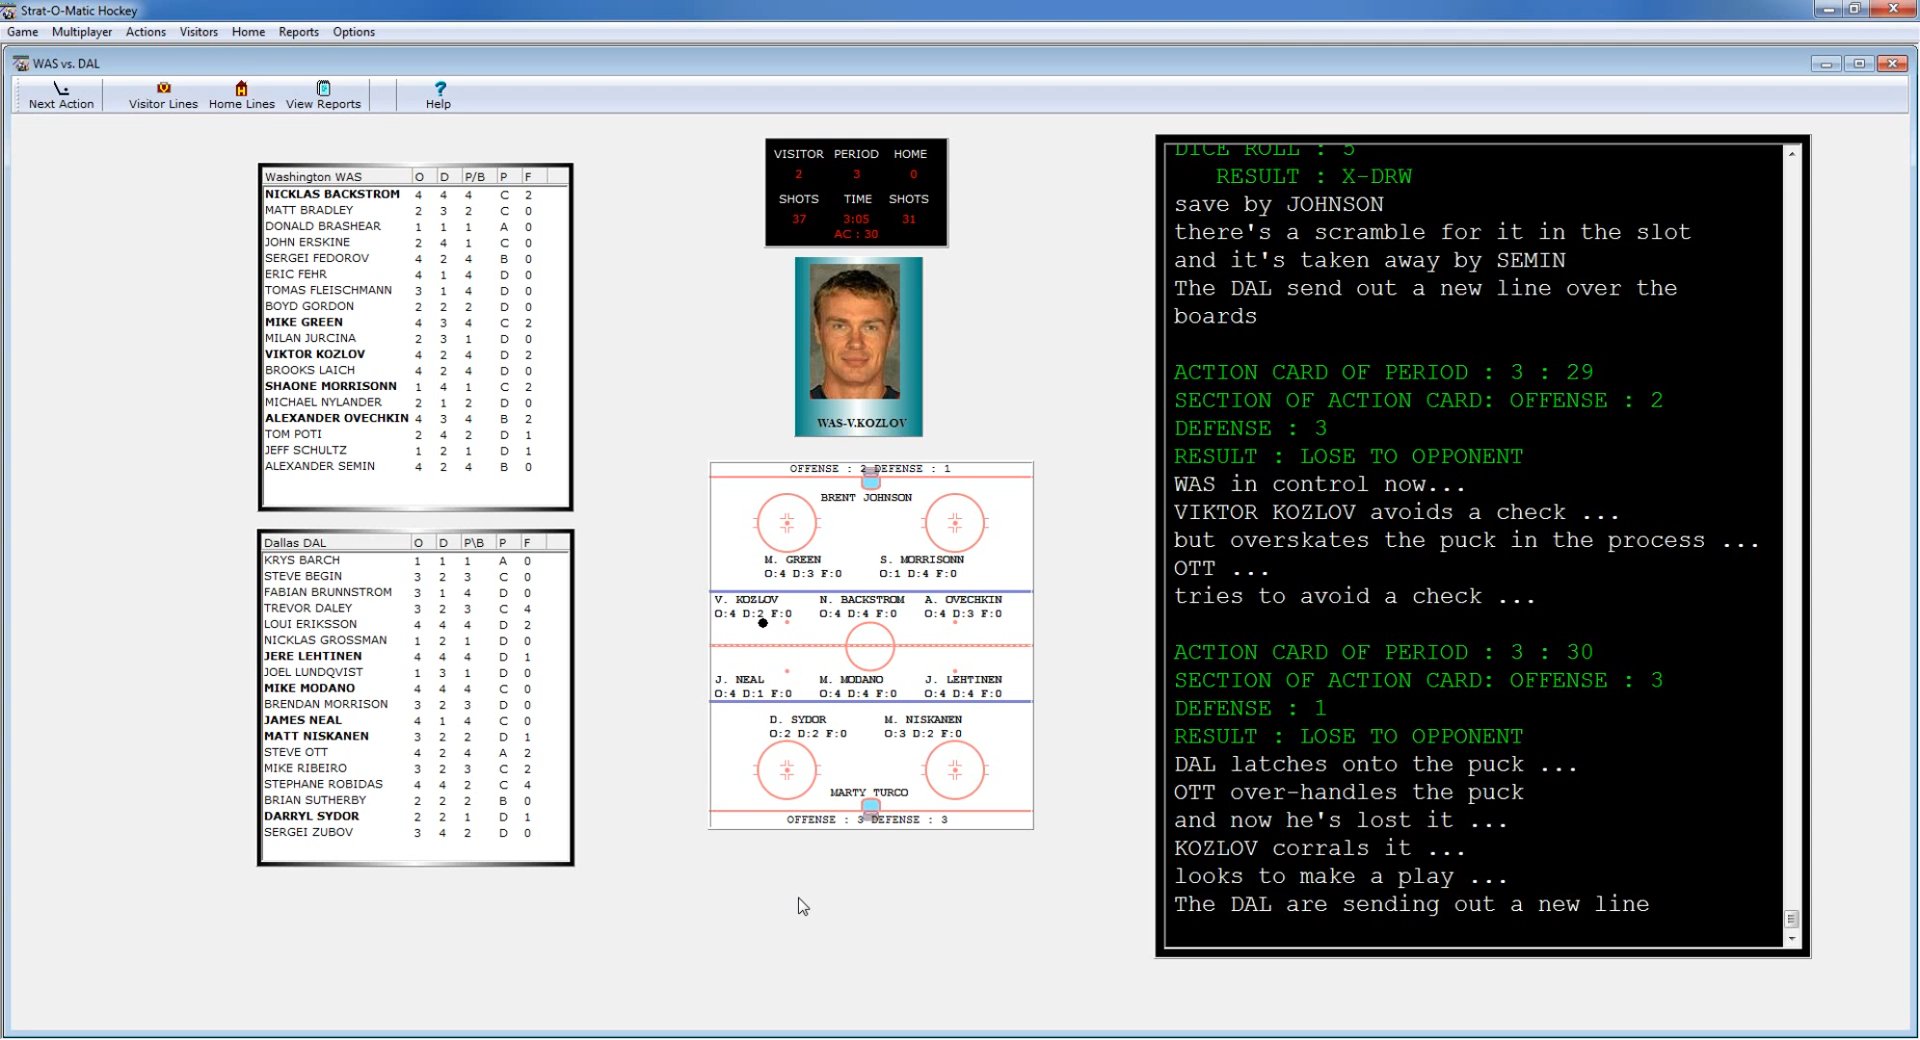 Strat-O-Matic Hockey
Game Multiplayer Actions Visitors Home Reports Options
WAS vs. DAL
Next Action Visitor Lines Home Lines View Reports Help
Washington WAS O D P/B P F
NICKLAS BACKSTROM 4 4 4 C 2
MATT BRADLEY 2 3 2 C 0
DONALD BRASHEAR 1 1 1 A 0
JOHN ERSKINE 2 4 1 C 0
SERGEI FEDOROV 4 2 4 B 0
ERIC FEHR 4 1 4 D 0
TOMAS FLEISCHMANN 3 1 4 D 0
BOYD GORDON 2 2 2 D 0
MIKE GREEN 4 3 4 C 2
MILAN JURCINA 2 3 1 D 0
VIKTOR KOZLOV 4 2 4 D 2
BROOKS LAICH 4 2 4 D 0
SHAONE MORRISONN 1 4 1 C 2
MICHAEL NYLANDER 2 1 2 D 0
ALEXANDER OVECHKIN 4 3 4 B 2
TOM POTI 2 4 2 D 1
JEFF SCHULTZ 1 2 1 D 1
ALEXANDER SEMIN 4 2 4 B 0
Dallas DAL O D P\B P F
KRYS BARCH 1 1 1 A 0
STEVE BEGIN 3 2 3 C 0
FABIAN BRUNNSTROM 3 1 4 D 0
TREVOR DALEY 3 2 3 C 4
LOUI ERIKSSON 4 4 4 D 2
NICKLAS GROSSMAN 1 2 1 D 0
JERE LEHTINEN 4 4 4 D 1
JOEL LUNDQVIST 1 3 1 D 0
MIKE MODANO 4 4 4 C 0
BRENDAN MORRISON 3 2 3 D 0
JAMES NEAL 4 1 4 C 0
MATT NISKANEN 3 2 2 D 1
STEVE OTT 4 2 4 A 2
MIKE RIBEIRO 3 2 3 C 2
STEPHANE ROBIDAS 4 4 2 C 4
BRIAN SUTHERBY 2 2 2 B 0
DARRYL SYDOR 2 2 1 D 1
SERGEI ZUBOV 3 4 2 D 0
VISITOR PERIOD HOME
2 3 0
SHOTS TIME SHOTS
37 3:05 31
AC : 30
WAS-V.KOZLOV
OFFENSE : 2 DEFENSE : 1
BRENT JOHNSON
M. GREEN S. MORRISONN
O:4 D:3 F:0 O:1 D:4 F:0
V. KOZLOV N. BACKSTROM A. OVECHKIN
O:4 D:2 F:0 O:4 D:4 F:0 O:4 D:3 F:0
J. NEAL M. MODANO J. LEHTINEN
O:4 D:1 F:0 O:4 D:4 F:0 O:4 D:4 F:0
D. SYDOR M. NISKANEN
O:2 D:2 F:0 O:3 D:2 F:0
MARTY TURCO
OFFENSE : 3 DEFENSE : 3
DICE ROLL : 5
RESULT : X-DRW
save by JOHNSON
there's a scramble for it in the slot
and it's taken away by SEMIN
The DAL send out a new line over the
boards
ACTION CARD OF PERIOD : 3 : 29
SECTION OF ACTION CARD: OFFENSE : 2
DEFENSE : 3
RESULT : LOSE TO OPPONENT
WAS in control now...
VIKTOR KOZLOV avoids a check ...
but overskates the puck in the process ...
OTT ...
tries to avoid a check ...
ACTION CARD OF PERIOD : 3 : 30
SECTION OF ACTION CARD: OFFENSE : 3
DEFENSE : 1
RESULT : LOSE TO OPPONENT
DAL latches onto the puck ...
OTT over-handles the puck
and now he's lost it ...
KOZLOV corrals it ...
looks to make a play ...
The DAL are sending out a new line